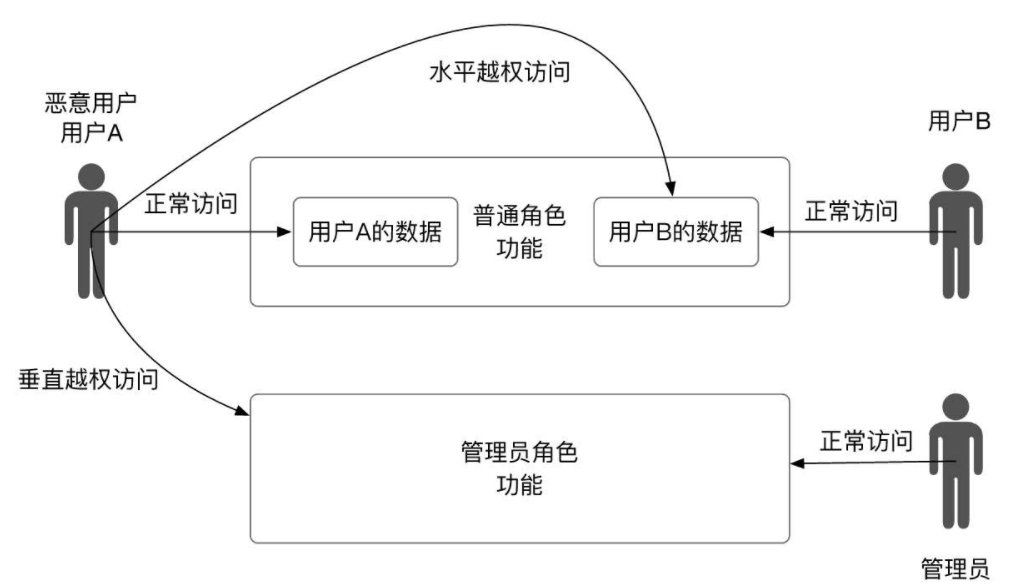 水平越权访问
恶意用户
用户A
用户B
正常访问
用户A的数据
普通角色
功能
用户B的数据
正常访问
垂直越权访问
管理员角色
功能
正常访问
管理员